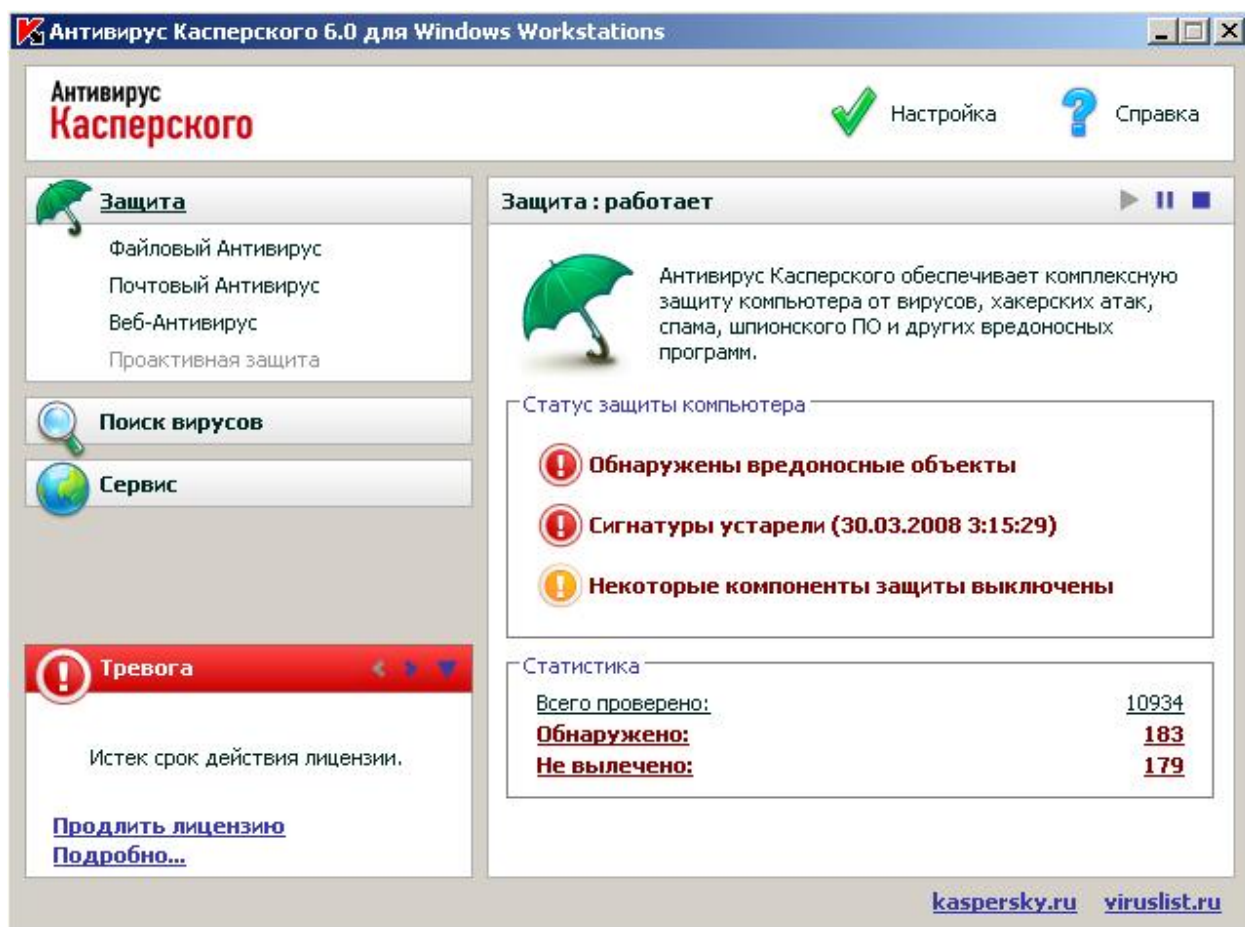 Антивирус Касперского 6.0 для Windows Workstations
Антивирус
Касперского
Настройка
Справка
Защита
Файловый Антивирус
Почтовый Антивирус
Веб-Антивирус
Проактивная защита
Поиск вирусов
Сервис
Тревога
Истек срок действия лицензии.
Продлить лицензию
Подробно...
Защита : работает
Антивирус Касперского обеспечивает комплексную
защиту компьютера от вирусов, хакерских атак,
спама, шпионского ПО и других вредоносных
программ.
Статус защиты компьютера
Обнаружены вредоносные объекты
Сигнатуры устарели (30.03.2008 3:15:29)
Некоторые компоненты защиты выключены
Статистика
Всего проверено: 10934
Обнаружено: 183
Не вылечено: 179
kaspersky.ru viruslist.ru